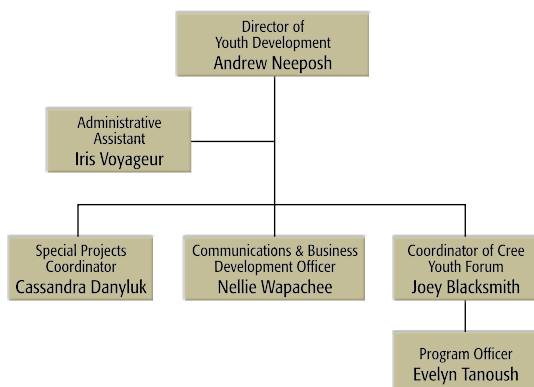 Director of
Youth Development
Andrew Neeposh
Administrative
Assistant
Iris Voyageur
Special Projects
Coordinator
Cassandra Danyluk
Communications & Business
Development Officer
Nellie Wapachee
Coordinator of Cree
Youth Forum
Joey Blacksmith
Program Officer
Evelyn Tanoush